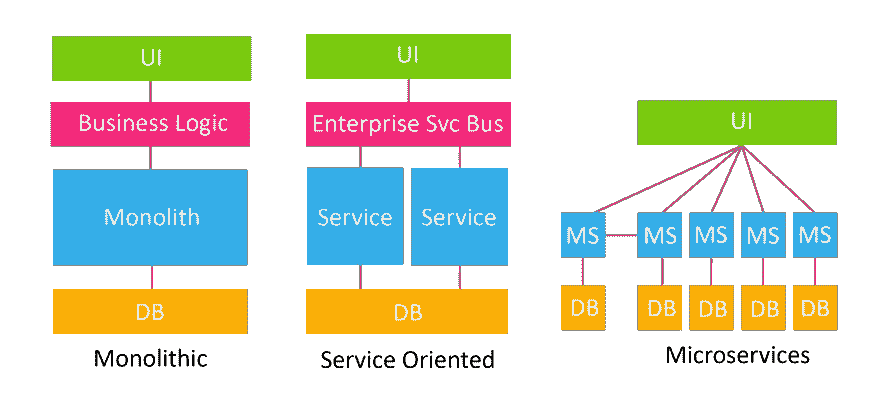 UI
Business Logic
Monolith
DB
Monolithic
UI
Enterprise Svc Bus
Service Service
DB
Service Oriented
UI
MS MS MS MS MS
DB DB DB DB DB
Microservices